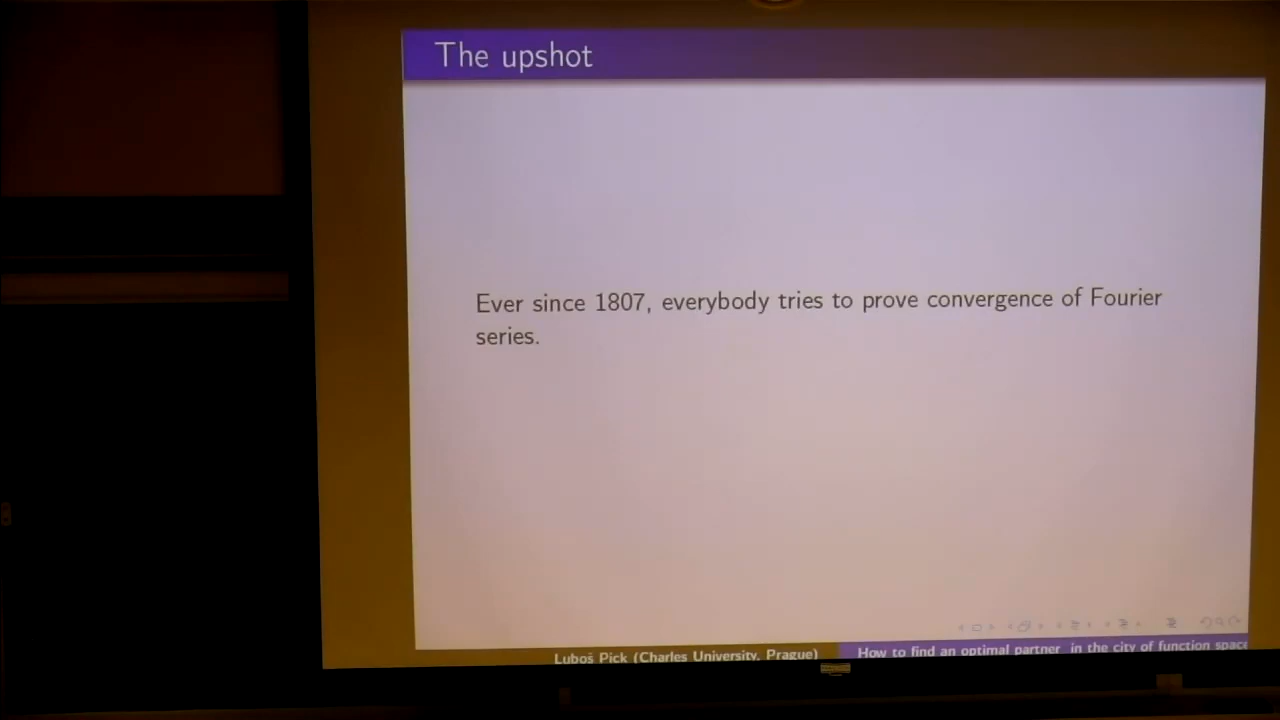 The upshot
Ever since 1807, everybody tries to prove convergence of Fourier
series.
Luboš Pick (Charles University, Prague)
How to find an optimal partner in the city of function space